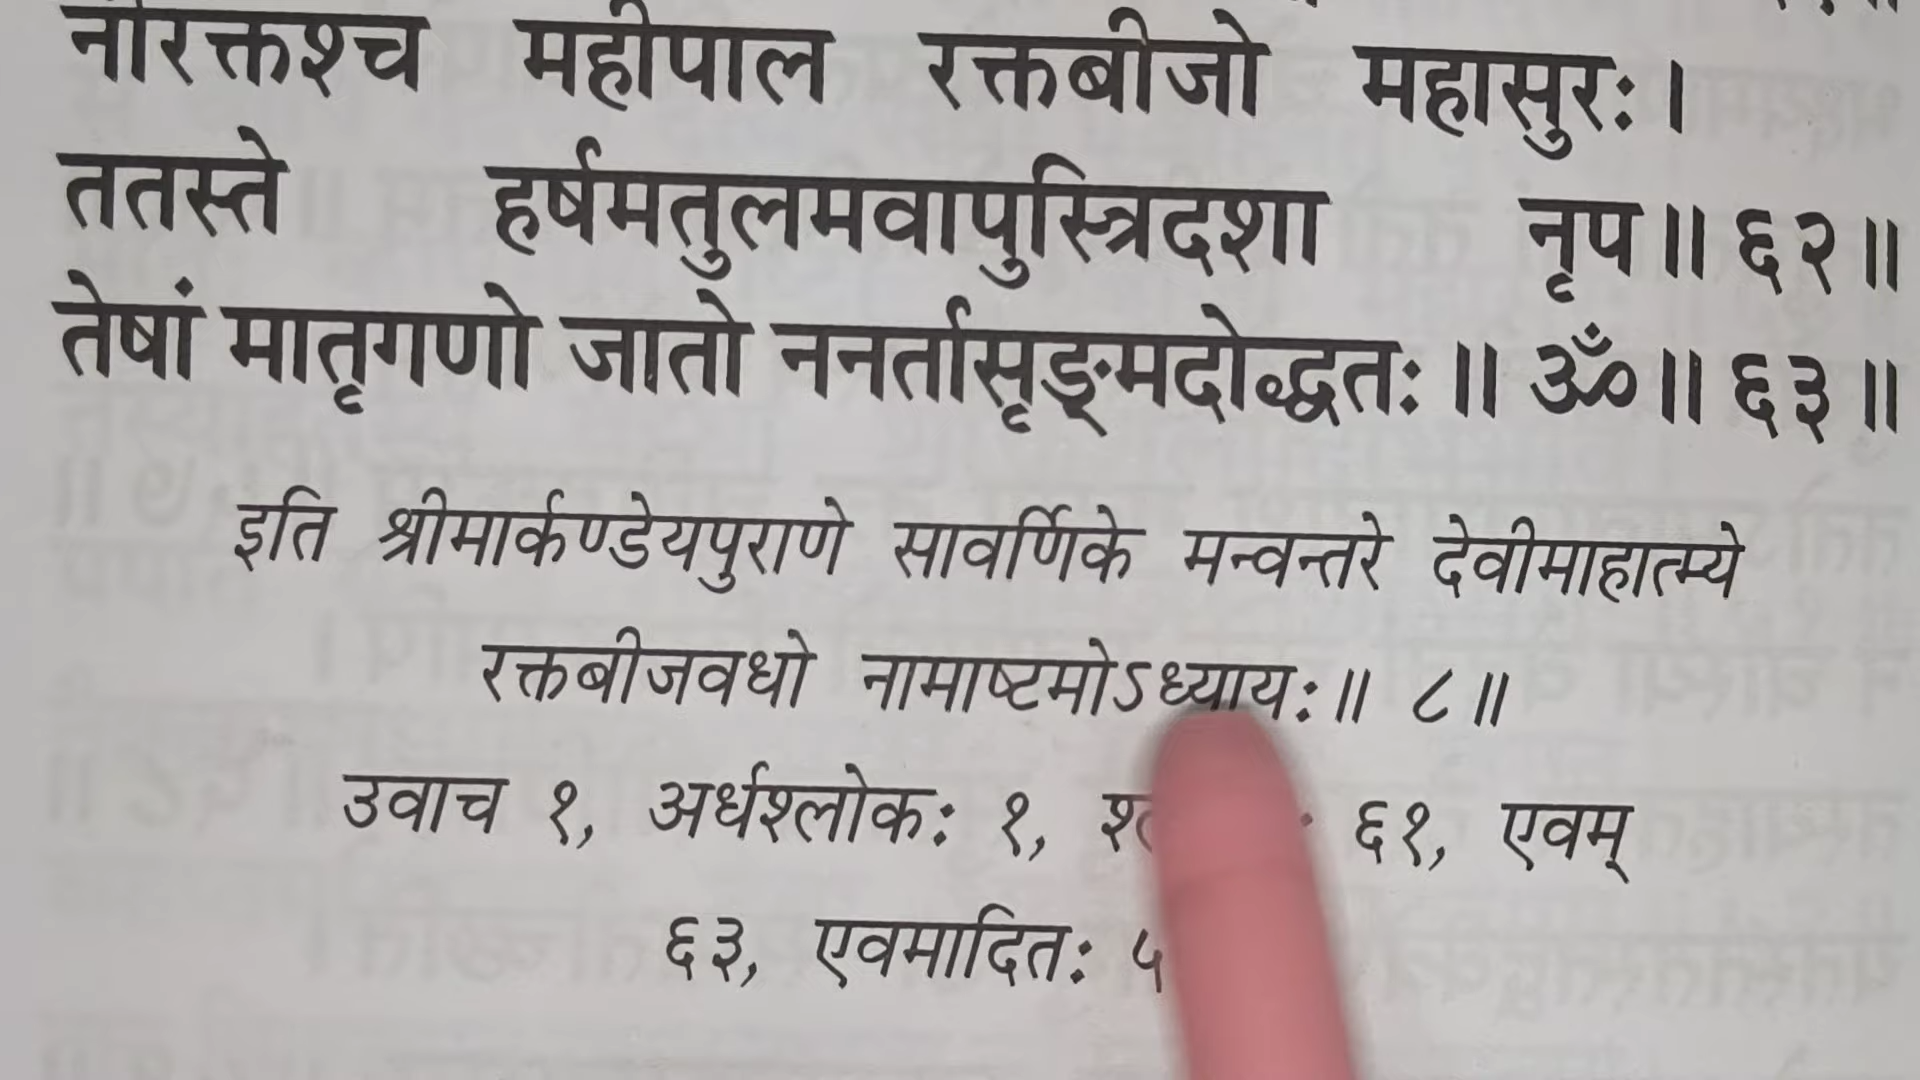 नीरक्तश्च महीपाल रक्तबीजो महासुरः।
ततस्ते हर्षमतुलमवापुस्त्रिदशा नृप॥ ६२॥
तेषां मातृगणो जातो ननर्तासृङ्मदोद्धतः॥ ॐ॥ ६३॥
इति श्रीमार्कण्डेयपुराणे सावर्णिके मन्वन्तरे देवीमाहात्म्ये
रक्तबीजवधो नामाष्टमोऽध्यायः॥ ८॥
उवाच १, अर्धश्लोकः १, ६१, एवम्
६३, एवमादितः